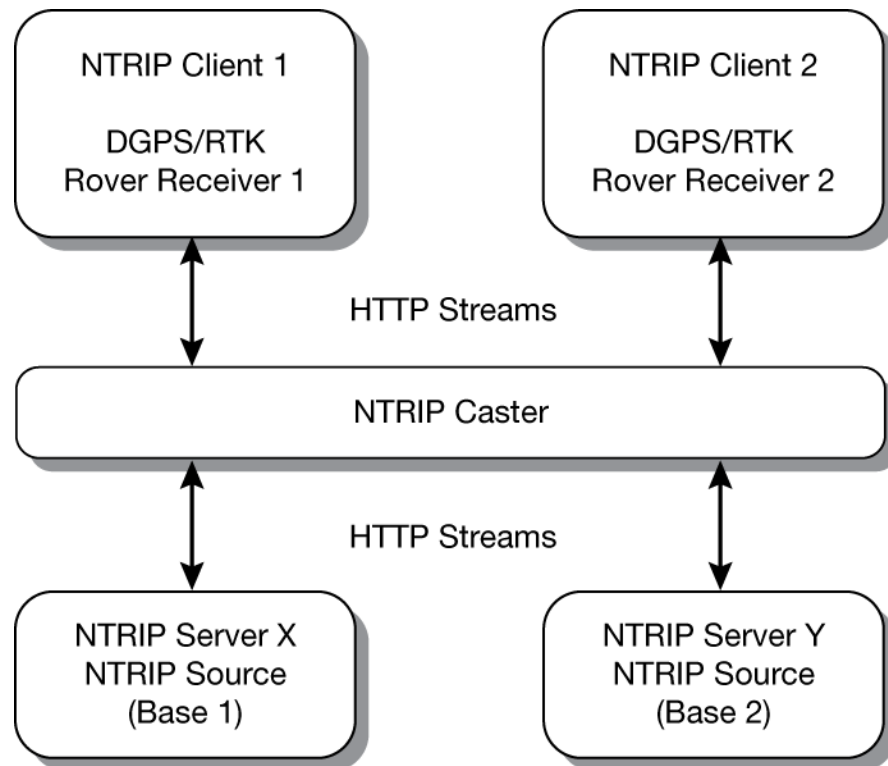 NTRIP Client 1
DGPS/RTK
Rover Receiver 1
NTRIP Client 2
DGPS/RTK
Rover Receiver 2
HTTP Streams
NTRIP Caster
HTTP Streams
NTRIP Server X
NTRIP Source
(Base 1)
NTRIP Server Y
NTRIP Source
(Base 2)